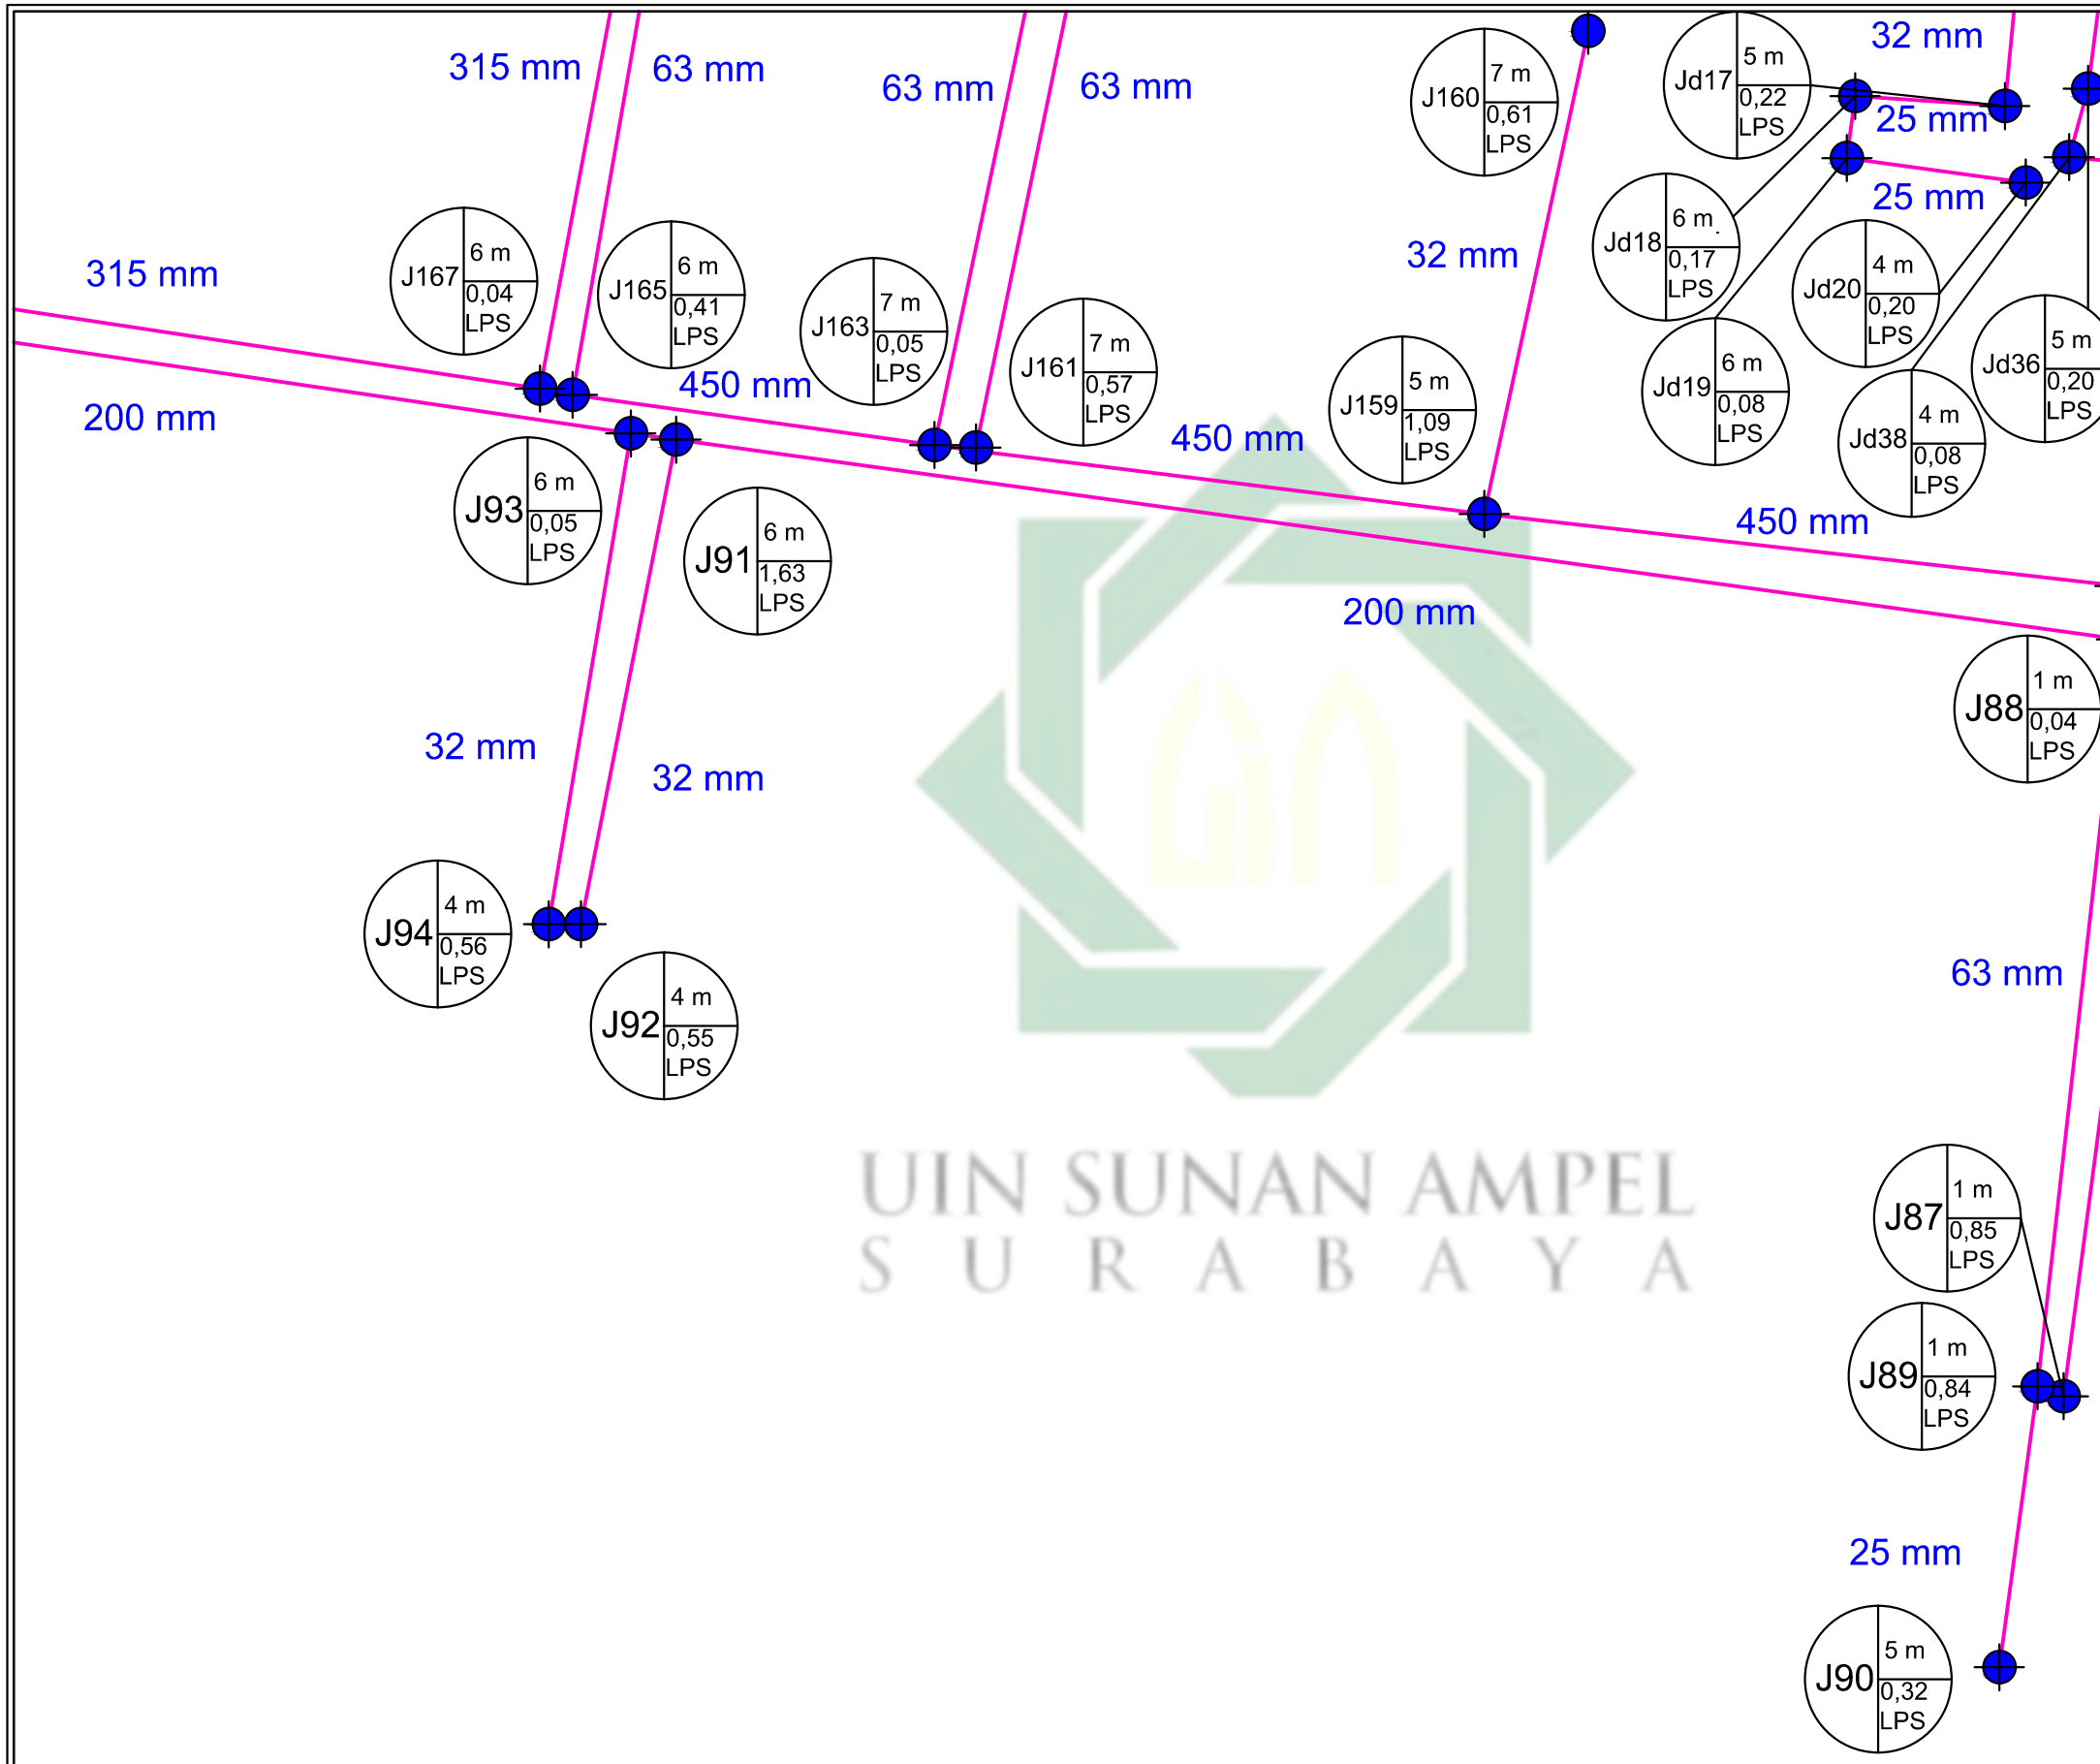 315 mm
63 mm
63 mm
63 mm
32 mm
J160
7 m
0,61
LPS
Jd17
5 m
0,22
LPS
25 mm
25 mm
Jd18
6 m
0,17
LPS
Jd20
4 m
0,20
LPS
Jd36
5 m
0,20
LPS
Jd19
6 m
0,08
LPS
Jd38
4 m
0,08
LPS
32 mm
315 mm
J167
6 m
0,04
LPS
J165
6 m
0,41
LPS
J163
7 m
0,05
LPS
J161
7 m
0,57
LPS
J159
5 m
1,09
LPS
200 mm
450 mm
450 mm
450 mm
J93
6 m
0,05
LPS
J91
6 m
1,63
LPS
200 mm
J88
1 m
0,04
LPS
32 mm
32 mm
J94
4 m
0,56
LPS
J92
4 m
0,55
LPS
63 mm
UIN SUNAN AMPEL
SURABAYA
J87
1 m
0,85
LPS
J89
1 m
0,84
LPS
25 mm
J90
5 m
0,32
LPS